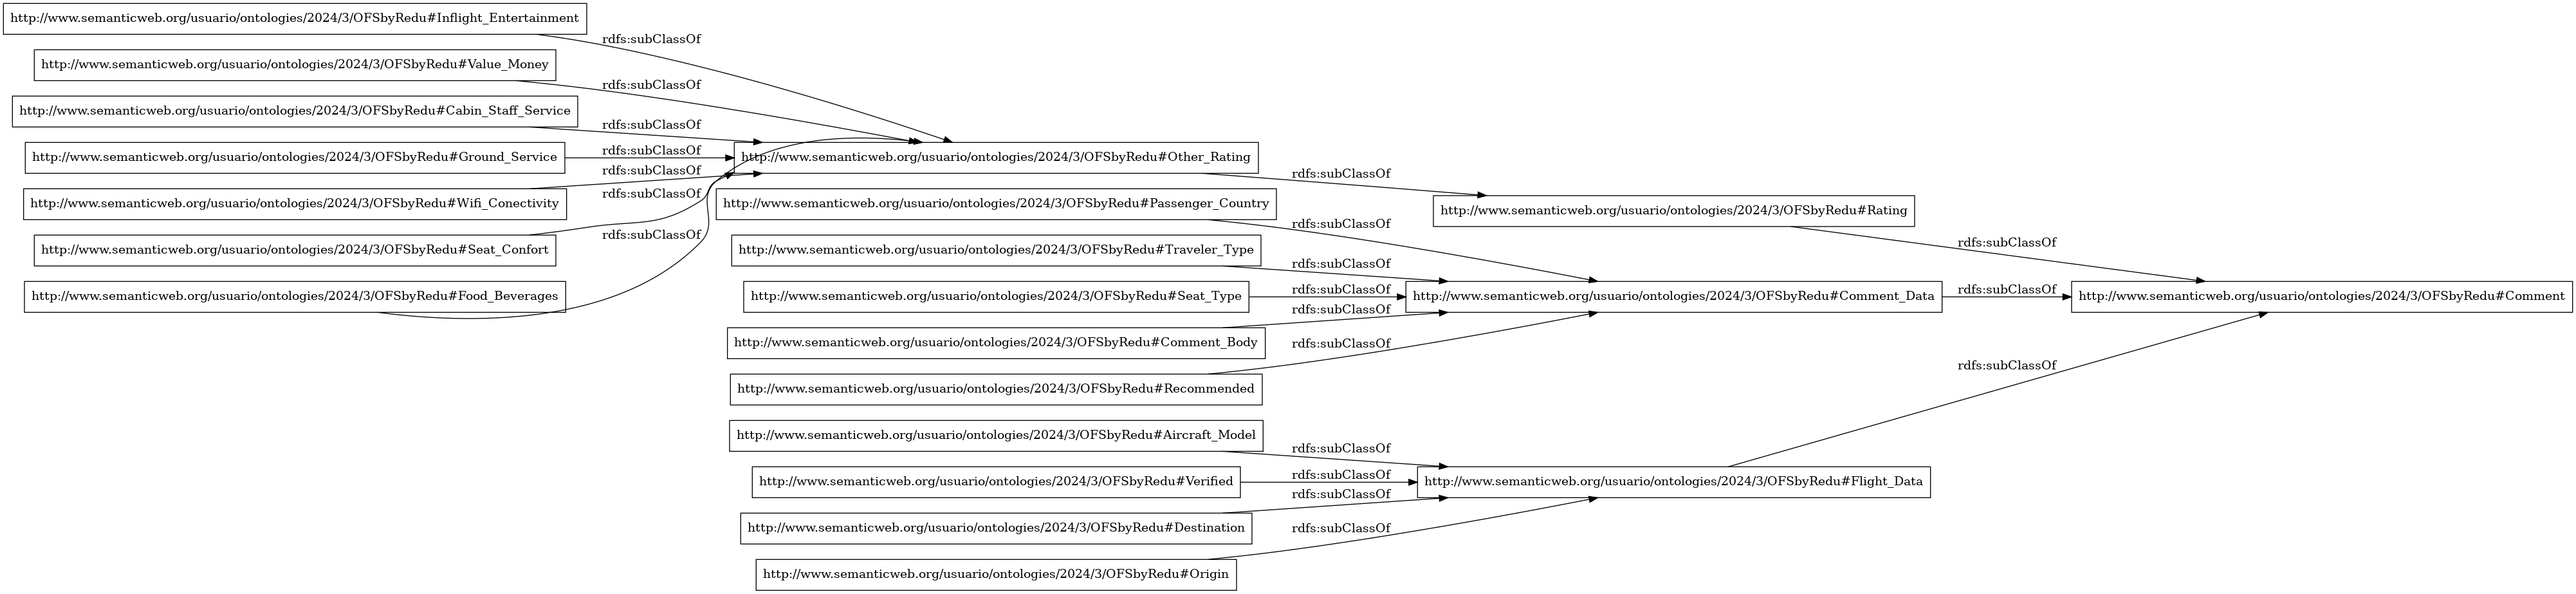 http://www.semanticweb.org/usuario/ontologies/2024/3/OFSbyRedu#Inflight_Entertainment
rdfs:subClassOf
http://www.semanticweb.org/usuario/ontologies/2024/3/OFSbyRedu#Value_Money
rdfs:subClassOf
http://www.semanticweb.org/usuario/ontologies/2024/3/OFSbyRedu#Cabin_Staff_Service
rdfs:subClassOf
http://www.semanticweb.org/usuario/ontologies/2024/3/OFSbyRedu#Ground_Service
rdfs:subClassOf
http://www.semanticweb.org/usuario/ontologies/2024/3/OFSbyRedu#Wifi_Conectivity
rdfs:subClassOf
http://www.semanticweb.org/usuario/ontologies/2024/3/OFSbyRedu#Seat_Confort
rdfs:subClassOf
http://www.semanticweb.org/usuario/ontologies/2024/3/OFSbyRedu#Food_Beverages
rdfs:subClassOf
http://www.semanticweb.org/usuario/ontologies/2024/3/OFSbyRedu#Other_Rating
rdfs:subClassOf
http://www.semanticweb.org/usuario/ontologies/2024/3/OFSbyRedu#Passenger_Country
rdfs:subClassOf
http://www.semanticweb.org/usuario/ontologies/2024/3/OFSbyRedu#Traveler_Type
rdfs:subClassOf
http://www.semanticweb.org/usuario/ontologies/2024/3/OFSbyRedu#Seat_Type
rdfs:subClassOf
http://www.semanticweb.org/usuario/ontologies/2024/3/OFSbyRedu#Comment_Body
rdfs:subClassOf
http://www.semanticweb.org/usuario/ontologies/2024/3/OFSbyRedu#Recommended
rdfs:subClassOf
http://www.semanticweb.org/usuario/ontologies/2024/3/OFSbyRedu#Aircraft_Model
rdfs:subClassOf
http://www.semanticweb.org/usuario/ontologies/2024/3/OFSbyRedu#Verified
rdfs:subClassOf
http://www.semanticweb.org/usuario/ontologies/2024/3/OFSbyRedu#Destination
rdfs:subClassOf
http://www.semanticweb.org/usuario/ontologies/2024/3/OFSbyRedu#Origin
rdfs:subClassOf
http://www.semanticweb.org/usuario/ontologies/2024/3/OFSbyRedu#Rating
rdfs:subClassOf
http://www.semanticweb.org/usuario/ontologies/2024/3/OFSbyRedu#Comment_Data
rdfs:subClassOf
http://www.semanticweb.org/usuario/ontologies/2024/3/OFSbyRedu#Flight_Data
rdfs:subClassOf
http://www.semanticweb.org/usuario/ontologies/2024/3/OFSbyRedu#Comment